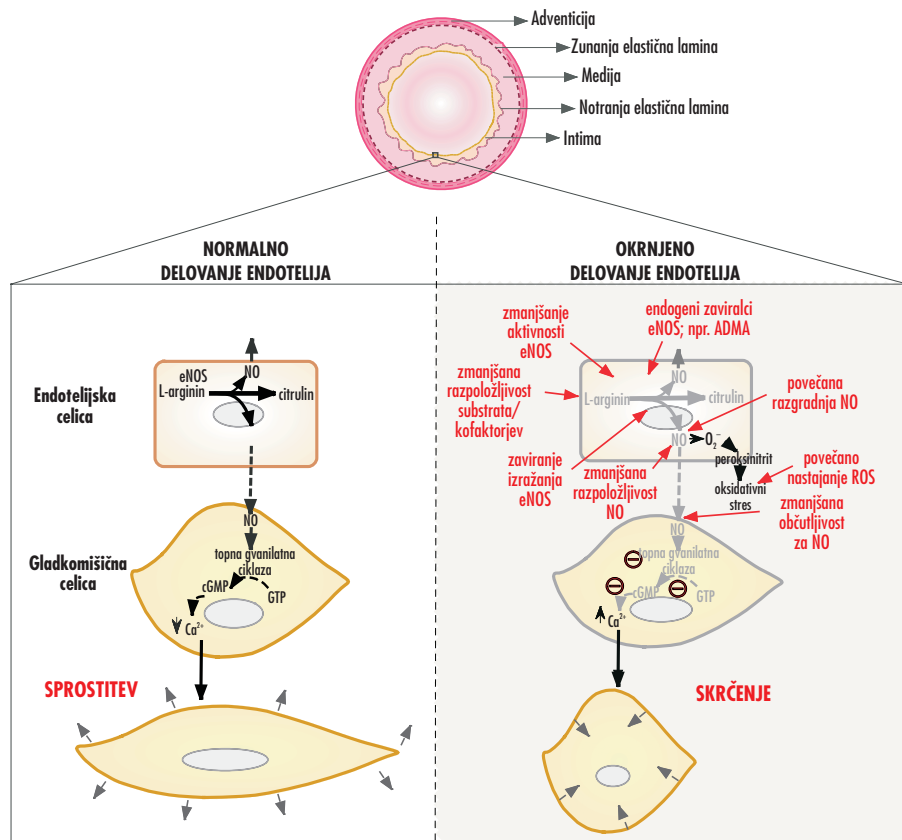 Adventicija
Zunanja elastična lamina
Medija
Notranja elastična lamina
Intima
NORMALNO
DELOVANJE ENDOTELIJA
OKRNJENO
DELOVANJE ENDOTELIJA
Endotelijska
celica
eNOS
NO
L-arginin
citrulin
NO
Gladkomišična
celica
topna gvanilatna
ciklaza
cGMP
GTP
Ca²⁺
SPROSTITEV
zmanjšanje
aktivnosti
eNOS
endogeni zaviralci
eNOS; npr. ADMA
zmanjšana
razpoložljivost
substrata/
kofaktorjev
NO
L-arginin
citrulin
povečana
razgradnja NO
NO
O₂⁻
peroksinitrit
oksidativni
stres
zaviranje
izražanja
eNOS
zmanjšana
razpoložljivost
NO
povečano
nastajanje ROS
zmanjšana
občutljivost
za NO
NO
topna gvanilatna
ciklaza
cGMP
GTP
Ca²⁺
SKRČENJE